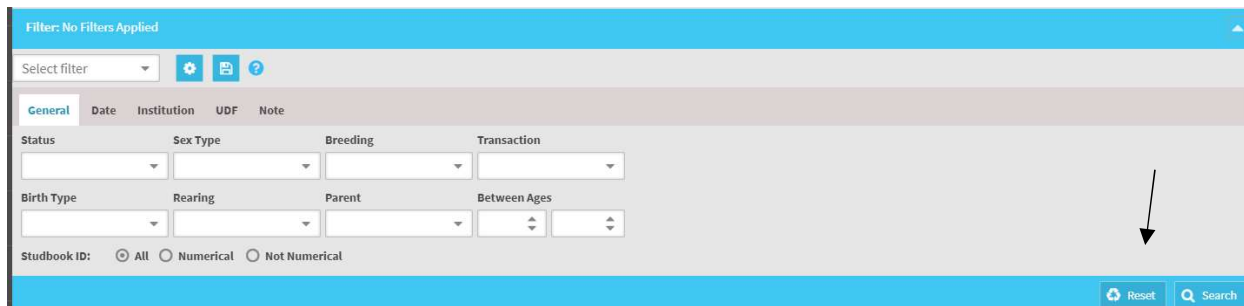 Filter: No Filters Applied
Select filter
?
General Date Institution UDF Note
Status Sex Type Breeding Transaction
Birth Type Rearing Parent Between Ages
Studbook ID: All Numerical Not Numerical
Reset Search